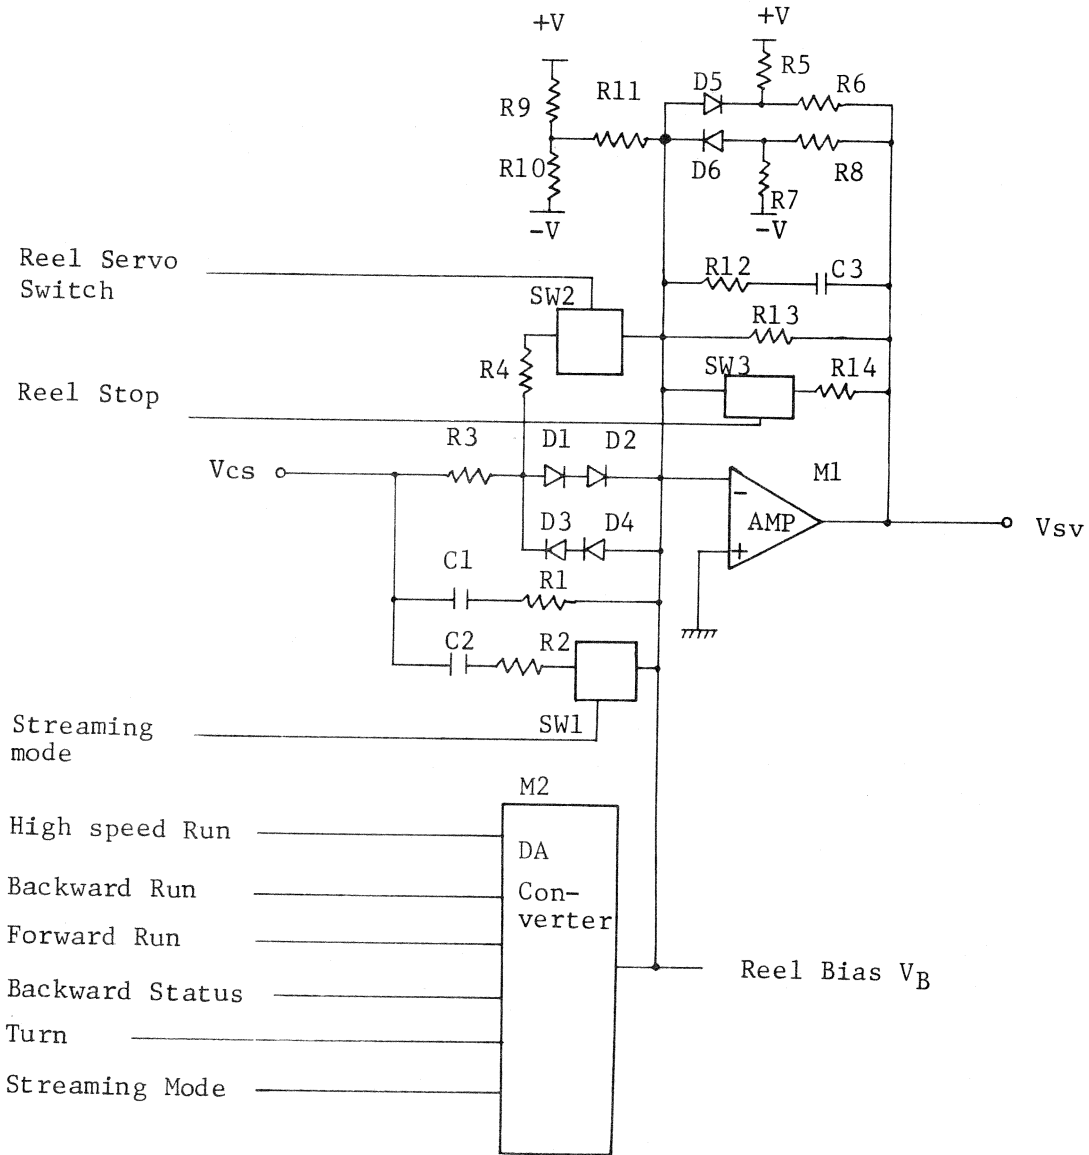 +V
+V
R5
R11
D5
R6
R9
R10
D6
R8
R7
-V
-V
Reel Servo
Switch
R12
C3
SW2
R13
R4
SW3
R14
Reel Stop
R3
D1
D2
M1
Vcs
-
AMP
+
Vsv
D3
D4
C1
R1
C2
R2
SW1
Streaming
mode
M2
High speed Run
DA
Con-
verter
Backward Run
Forward Run
Reel Bias VB
Backward Status
Turn
Streaming Mode